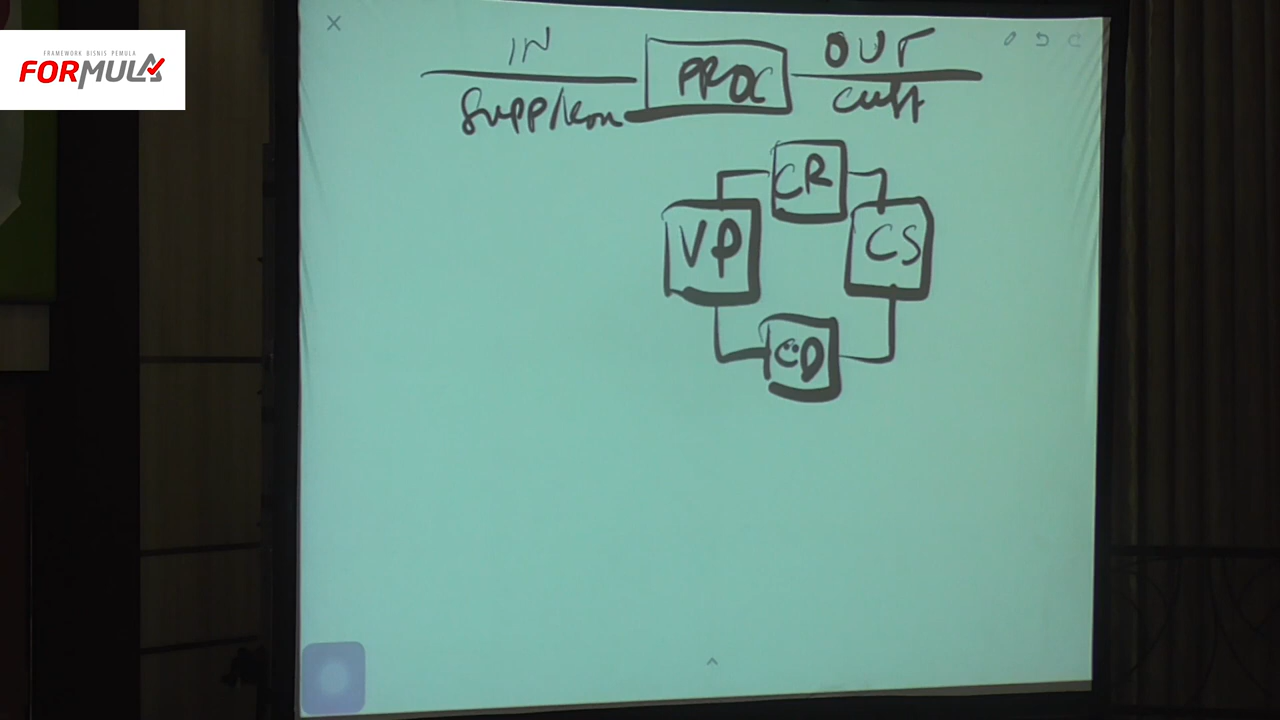 FRAMEWORK BISNIS PEMULA
FORMULA
IN PROC OUT
CR
VP CS
CD